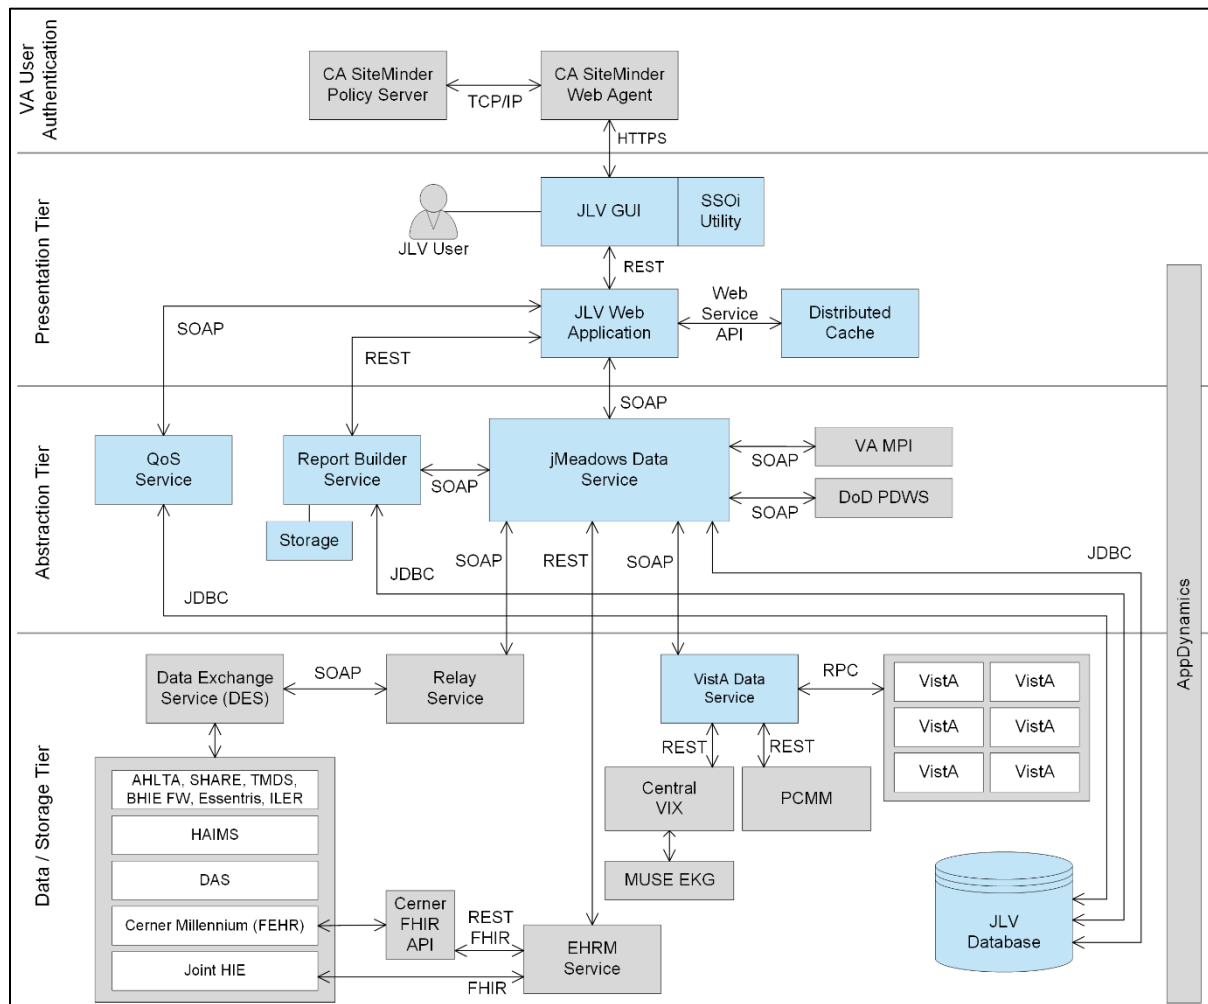 VA User
Authentication
CA SiteMinder
Policy Server
TCP/IP
CA SiteMinder
Web Agent
HTTPS
Presentation Tier
JLV User
JLV GUI
SSOi
Utility
REST
SOAP
REST
JLV Web
Application
Web
Service
API
Distributed
Cache
SOAP
Abstraction Tier
QoS
Service
Report Builder
Service
Storage
SOAP
jMeadows Data
Service
SOAP
VA MPI
SOAP
DoD PDWS
JDBC
JDBC
SOAP
REST
SOAP
JDBC
AppDynamics
Data / Storage Tier
Data Exchange
Service (DES)
SOAP
Relay
Service
VistA Data
Service
RPC
VistA
VistA
VistA
VistA
VistA
VistA
REST
REST
Central
VIX
PCMM
MUSE EKG
AHLTA, SHARE, TMDS,
BHIE FW, Essentris, ILER
HAIMS
DAS
Cerner Millennium (FEHR)
Joint HIE
Cerner
FHIR
API
REST
FHIR
FHIR
EHRM
Service
JLV
Database